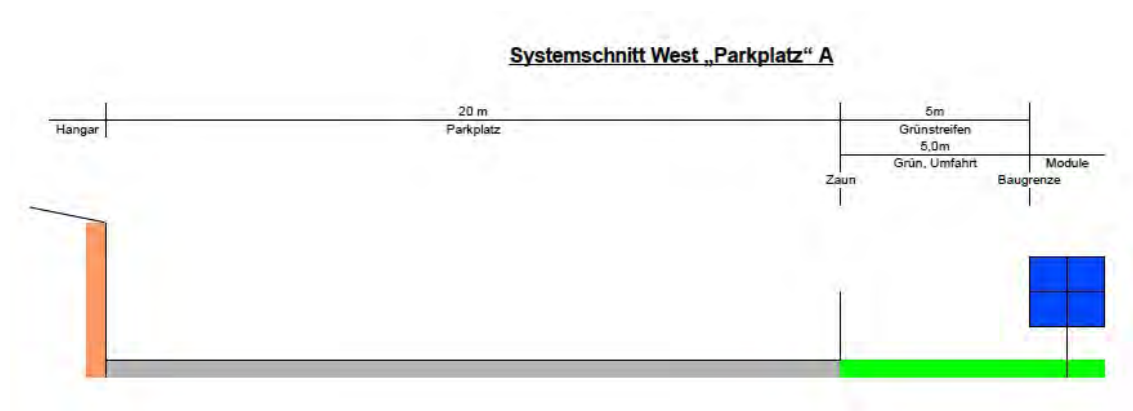 Systemschnitt West „Parkplatz“ A
20 m
5m
Hangar
Parkplatz
Grünstreifen
5,0m
Grün, Umfahrt
Module
Zaun
Baugrenze